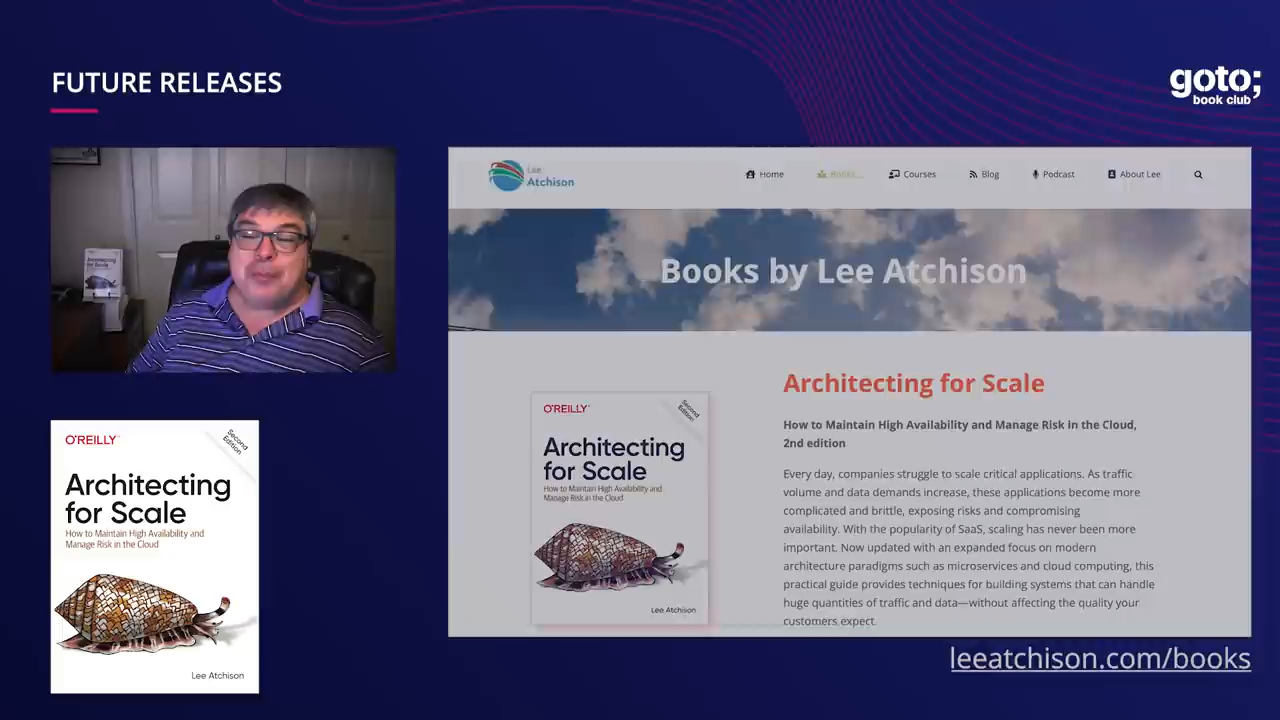 FUTURE RELEASES
goto;
book club
Architecting
for Scale
O'REILLY
Second
Edition
Architecting
for Scale
How to Maintain High Availability and
Manage Risk in the Cloud
Lee Atchison
Lee
Atchison
Home
Books
Courses
Blog
Podcast
About Lee
Books by Lee Atchison
O'REILLY
Second
Edition
Architecting
for Scale
How to Maintain High Availability and
Manage Risk in the Cloud
Lee Atchison
Architecting for Scale
How to Maintain High Availability and Manage Risk in the Cloud,
2nd edition
Every day, companies struggle to scale critical applications. As traffic
volume and data demands increase, these applications become more
complicated and brittle, exposing risks and compromising
availability. With the popularity of SaaS, scaling has never been more
important. Now updated with an expanded focus on modern
architecture paradigms such as microservices and cloud computing, this
practical guide provides techniques for building systems that can handle
huge quantities of traffic and data—without affecting the quality your
customers expect.
leeatchison.com/books